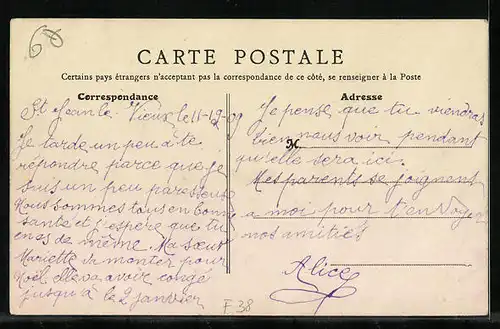 60
CARTE POSTALE
Certains pays étrangers n'acceptant pas la correspondance de ce côté, se renseigner à la Poste
Correspondance
St Jean le Vieux le 11-12-09
Je tarde un peu à te
répondre parce que je
suis un peu paresseuse
Nous sommes tous en bonne
santé et j'espère que tu
en es de même. Ma sœur
Mariette va monter pour
Noël elle va avoir congé
jusqu'à le 2 janvier
Adresse
Je pense que tu viendras
bien nous voir pendant
M
qu'elle sera ici.
Mes parents se joignent
a moi pour t'envoyer
nos amitiés
Alice
F 38